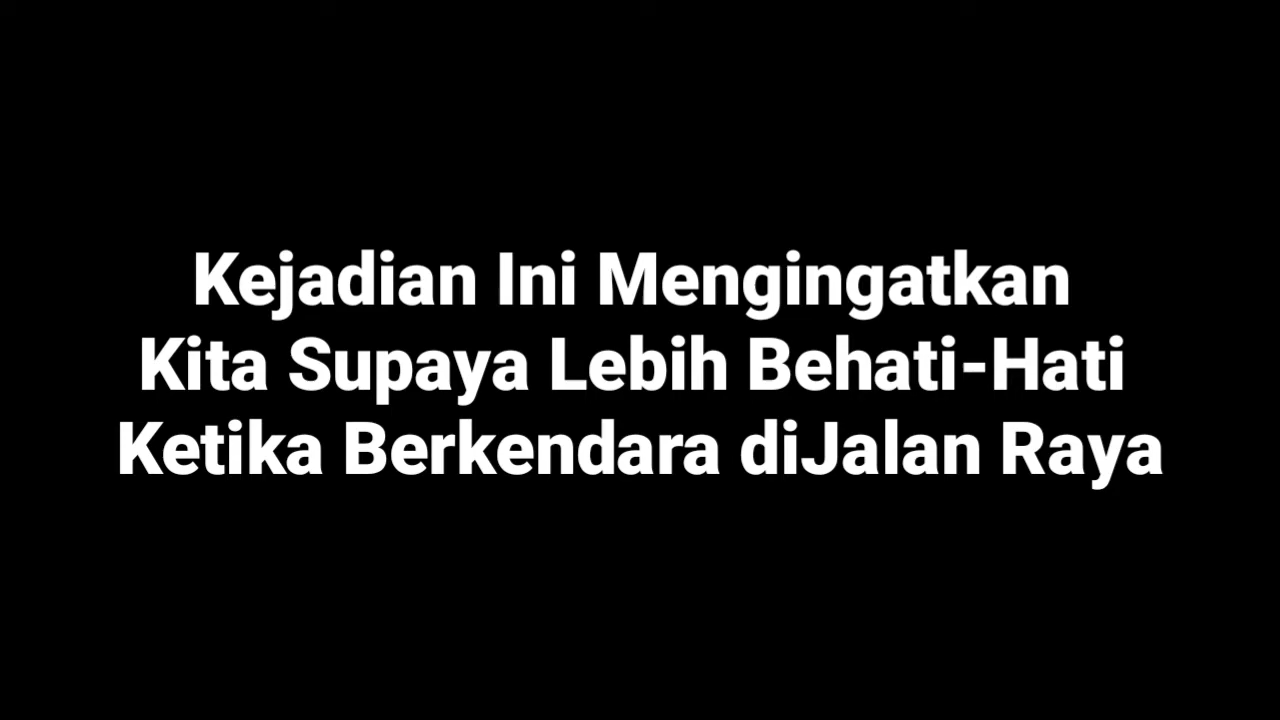 Kejadian Ini Mengingatkan
Kita Supaya Lebih Behati-Hati
Ketika Berkendara diJalan Raya